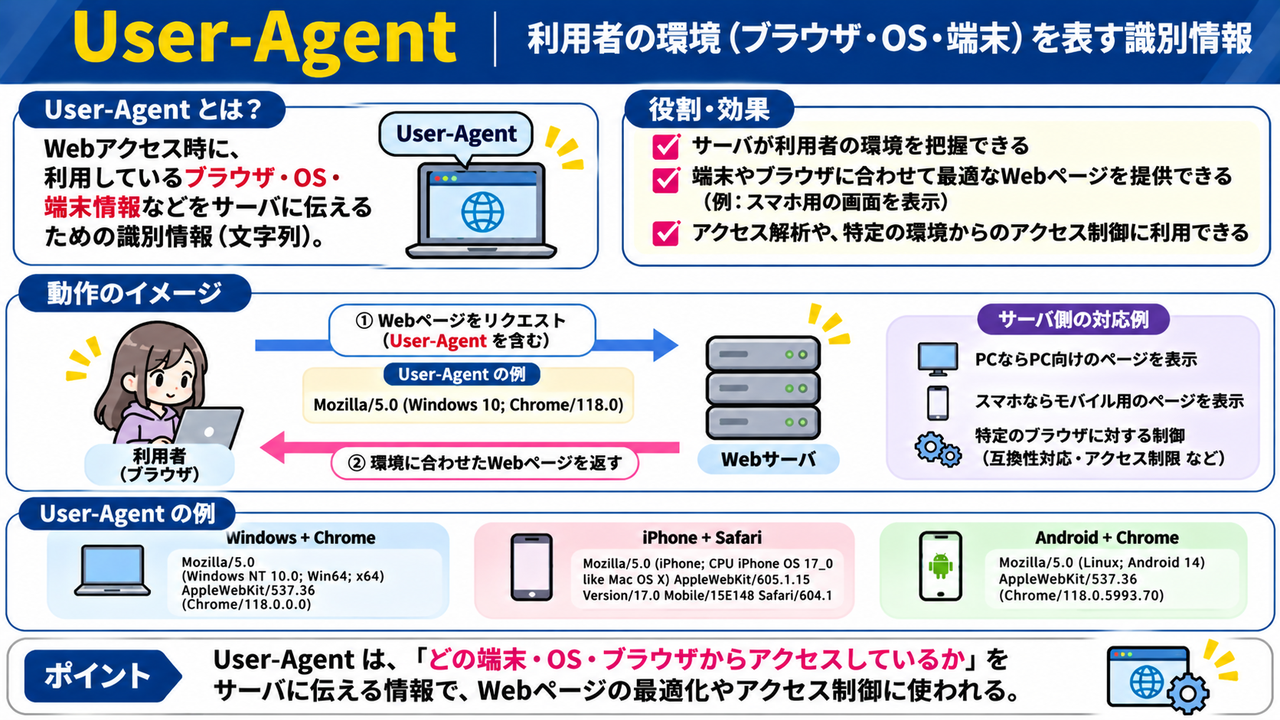 User-Agent
利用者の環境（ブラウザ・OS・端末）を表す識別情報
User-Agent とは？
Webアクセス時に、
利用しているブラウザ・OS・
端末情報などをサーバに伝える
ための識別情報（文字列）。
User-Agent
役割・効果
サーバが利用者の環境を把握できる
端末やブラウザに合わせて最適なWebページを提供できる
（例：スマホ用の画面を表示）
アクセス解析や、特定の環境からのアクセス制御に利用できる
動作のイメージ
利用者
（ブラウザ）
① Webページをリクエスト
（User-Agent を含む）
User-Agent の例
Mozilla/5.0 (Windows 10; Chrome/118.0)
② 環境に合わせたWebページを返す
Webサーバ
サーバ側の対応例
PCならPC向けのページを表示
スマホならモバイル用のページを表示
特定のブラウザに対する制御
（互換性対応・アクセス制限 など）
User-Agent の例
Windows + Chrome
Mozilla/5.0
(Windows NT 10.0; Win64; x64)
AppleWebKit/537.36
(Chrome/118.0.0.0)
iPhone + Safari
Mozilla/5.0 (iPhone; CPU iPhone OS 17_0
like Mac OS X) AppleWebKit/605.1.15
Version/17.0 Mobile/15E148 Safari/604.1
Android + Chrome
Mozilla/5.0 (Linux; Android 14)
AppleWebKit/537.36
(Chrome/118.0.5993.70)
ポイント
User-Agent は、「どの端末・OS・ブラウザからアクセスしているか」を
サーバに伝える情報で、Webページの最適化やアクセス制御に使われる。